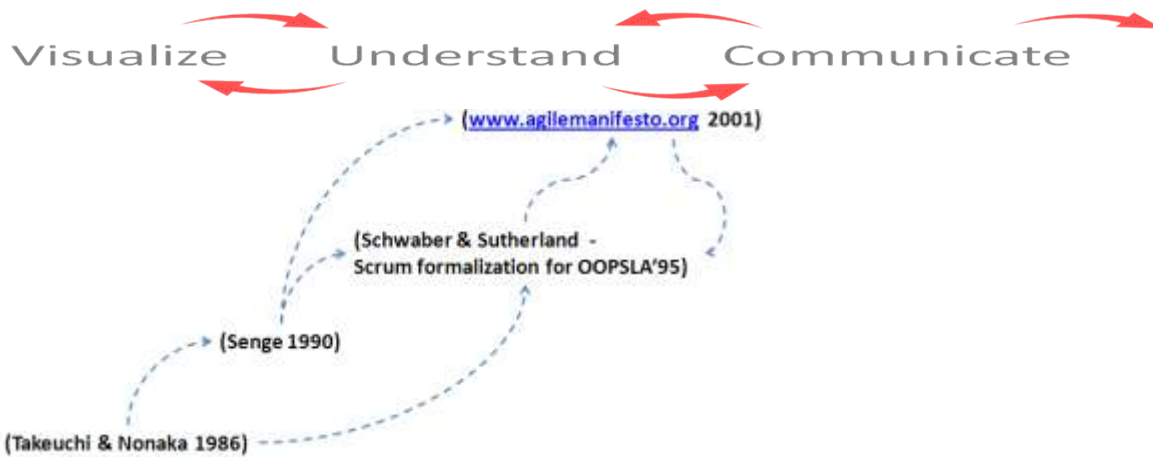 Visualize Understand Communicate
(www.agilemanifesto.org 2001)
(Schwaber & Sutherland -
Scrum formalization for OOPSLA'95)
(Senge 1990)
(Takeuchi & Nonaka 1986)